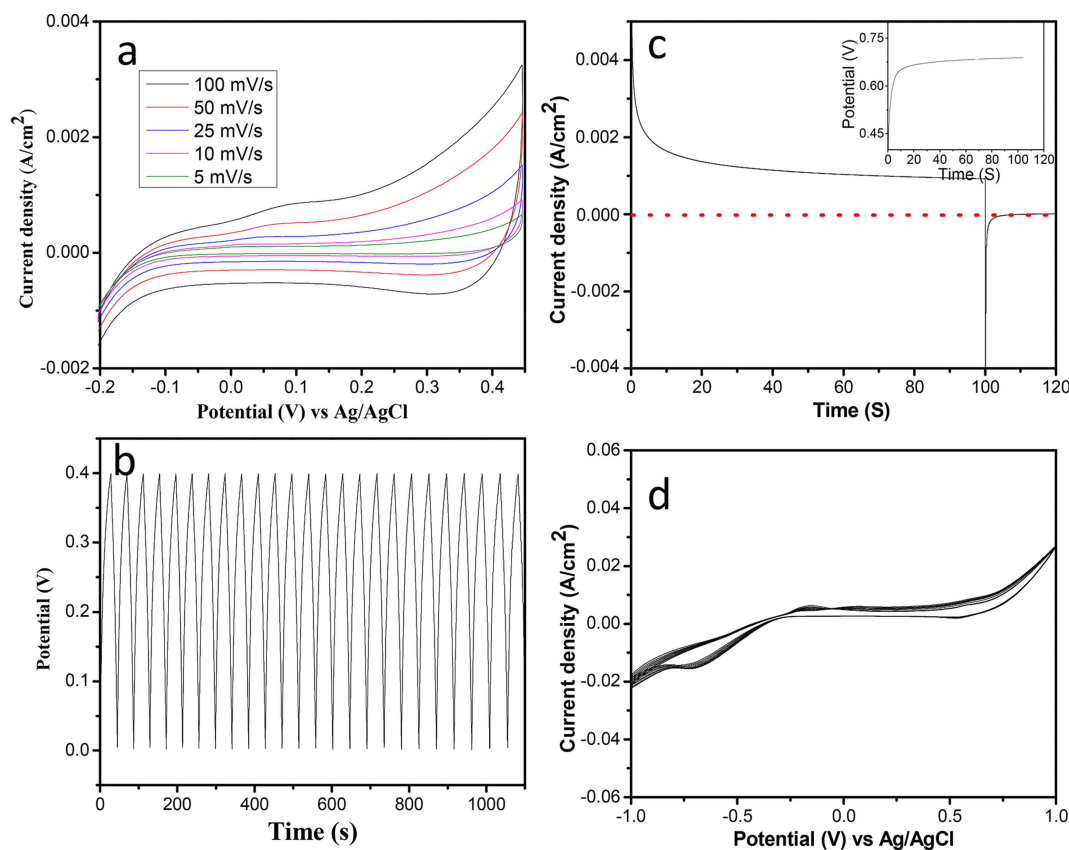 a
0.004
0.002
0.000
-0.002
Current density (A/cm2)
100 mV/s
50 mV/s
25 mV/s
10 mV/s
5 mV/s
-0.2 -0.1 0.0 0.1 0.2 0.3 0.4
Potential (V) vs Ag/AgCl
c
0.004
0.002
0.000
-0.002
-0.004
Current density (A/cm2)
0 20 40 60 80 100 120
Time (S)
0.75
0.60
0.45
Potential (V)
0 20 40 60 80 100 120
Time (S)
b
0.4
0.3
0.2
0.1
0.0
Potential (V)
0 200 400 600 800 1000
Time (s)
d
0.06
0.04
0.02
0.00
-0.02
-0.04
-0.06
Current density (A/cm2)
-1.0 -0.5 0.0 0.5 1.0
Potential (V) vs Ag/AgCl